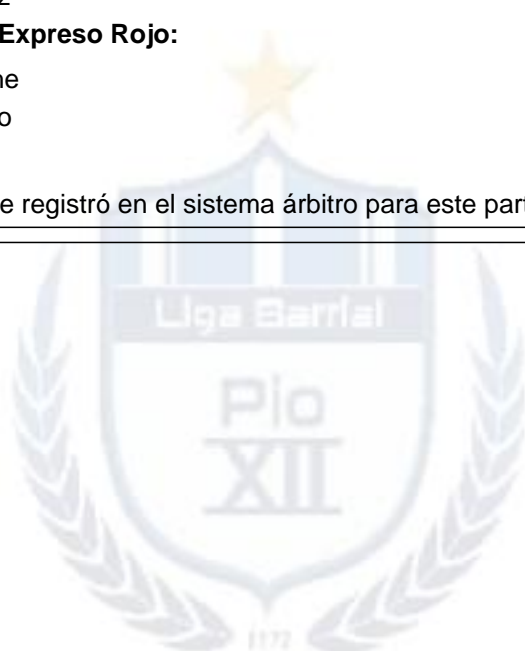 z
Expreso Rojo:
ne
o
e registró en el sistema árbitro para este part
Liga Barrial
Pio
XII